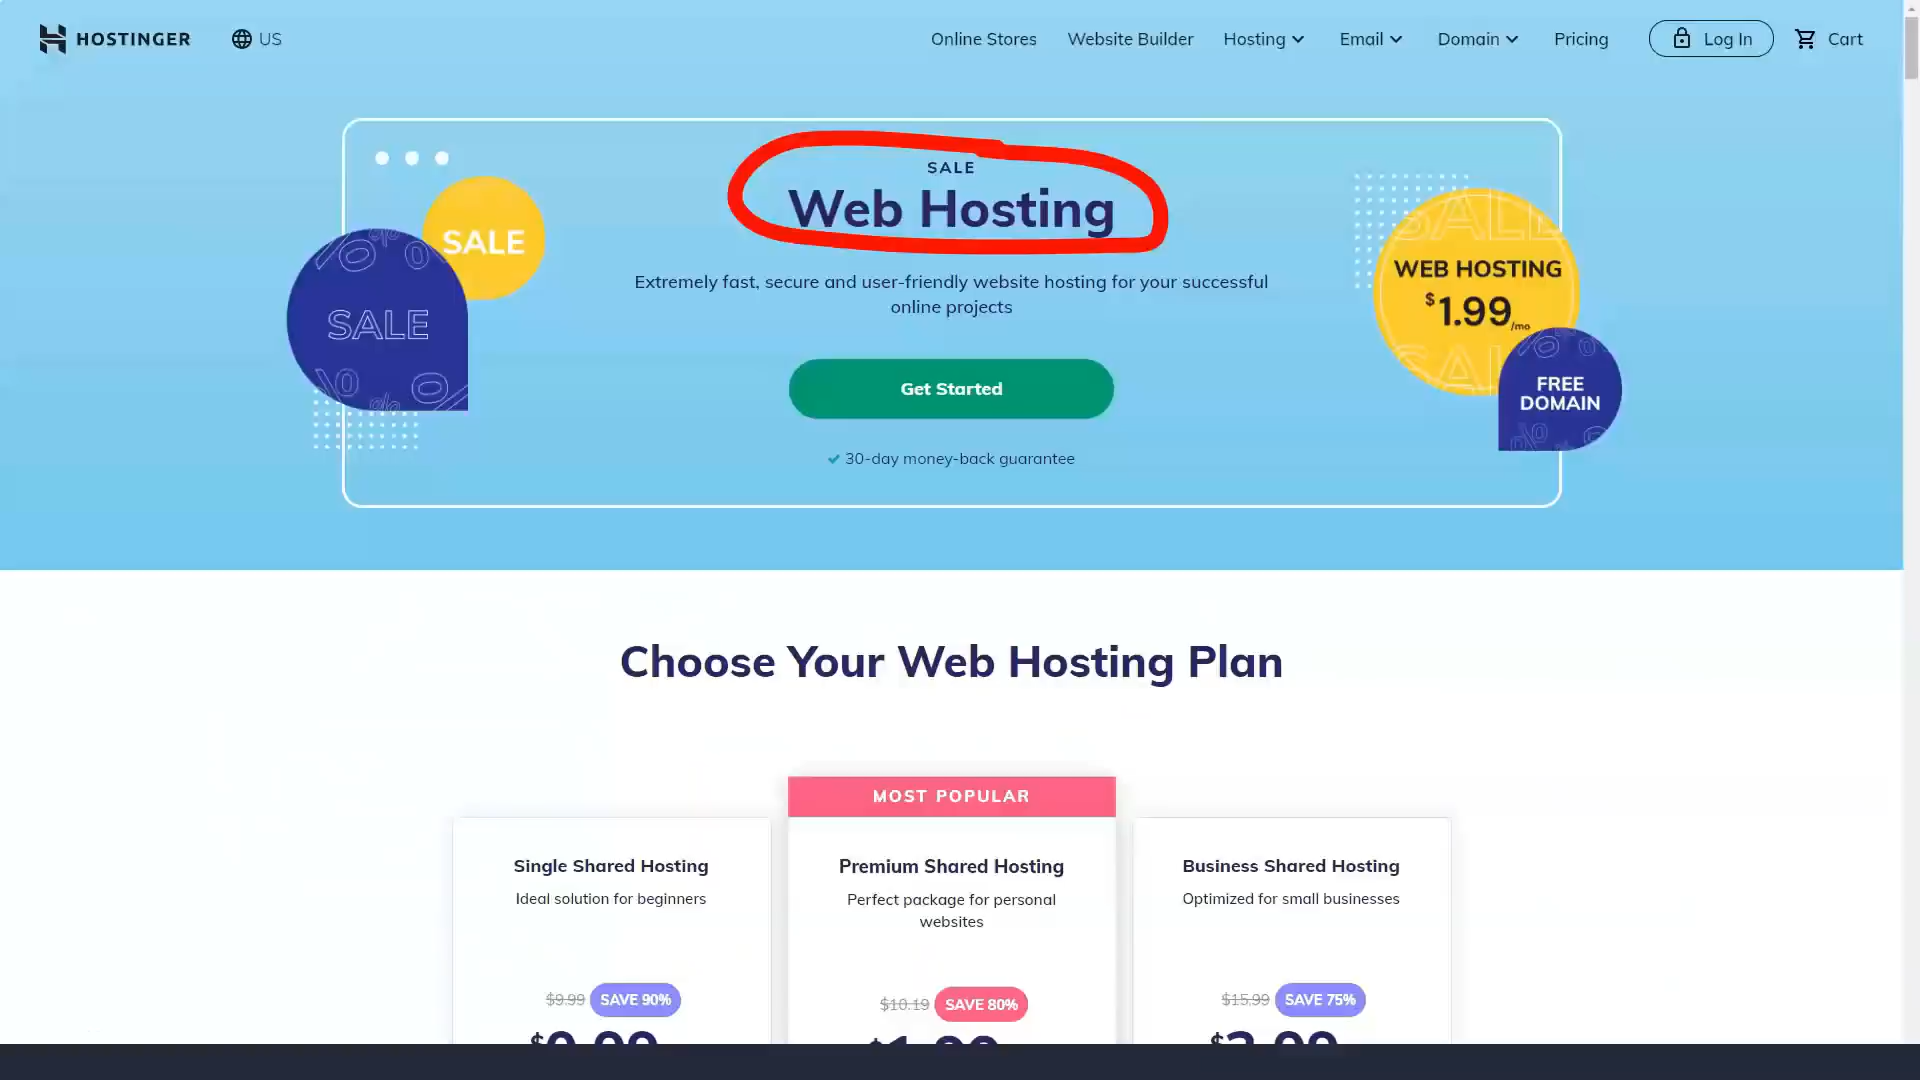 HOSTINGER US Online Stores Website Builder Hosting Email Domain Pricing Log In Cart
SALE
Web Hosting
Extremely fast, secure and user-friendly website hosting for your successful
online projects
Get Started
30-day money-back guarantee
SALE
SALE
WEB HOSTING
$1.99/mo
FREE
DOMAIN
Choose Your Web Hosting Plan
MOST POPULAR
Single Shared Hosting
Ideal solution for beginners
$9.99 SAVE 90%
Premium Shared Hosting
Perfect package for personal
websites
$10.19 SAVE 80%
Business Shared Hosting
Optimized for small businesses
$15.99 SAVE 75%